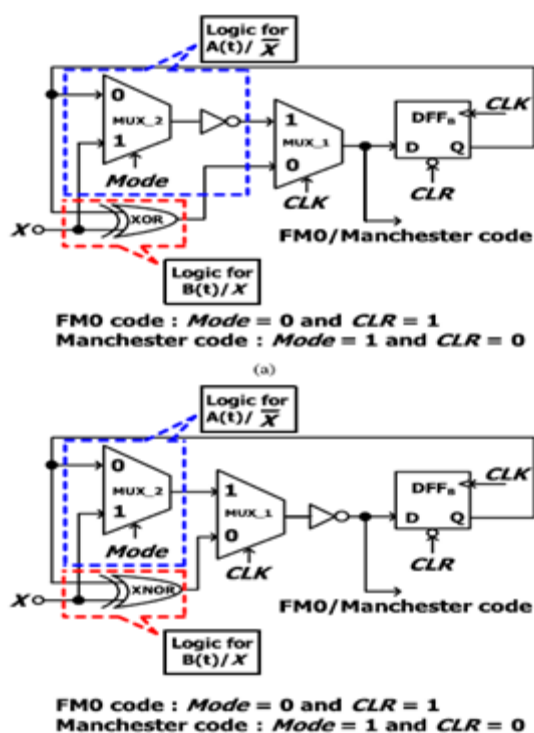 Logic for
A(t)/ X̅
0
MUX_2
1
Mode
1
MUX_1
0
CLK
DFF_B
CLK
D Q
CLR
XOR
X
FM0/Manchester code
Logic for
B(t)/X
FM0 code : Mode = 0 and CLR = 1
Manchester code : Mode = 1 and CLR = 0
(a)
Logic for
A(t)/ X̅
0
MUX_2
1
Mode
1
MUX_1
0
CLK
DFF_B
CLK
D Q
CLR
XNOR
X
FM0/Manchester code
Logic for
B(t)/X
FM0 code : Mode = 0 and CLR = 1
Manchester code : Mode = 1 and CLR = 0